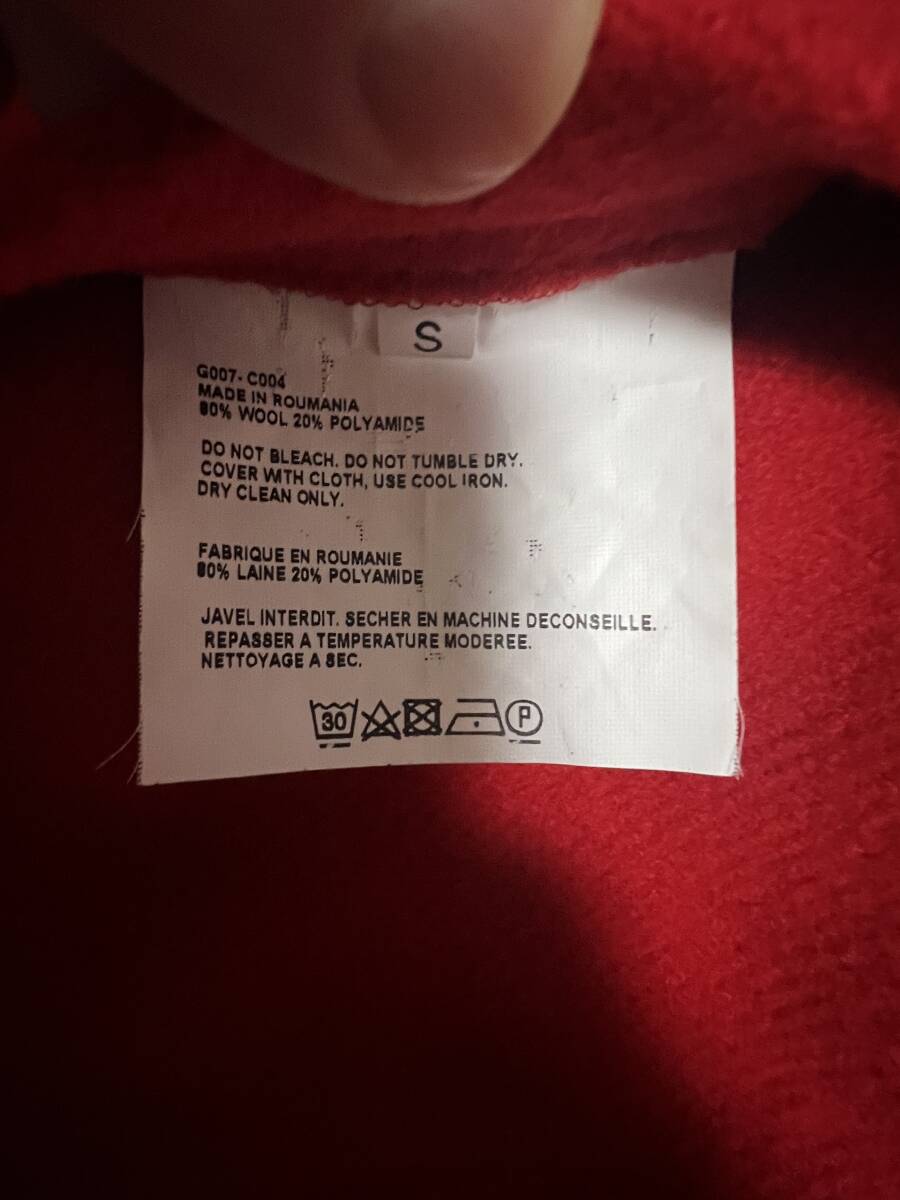 S
G007-C004
MADE IN ROUMANIA
80% WOOL 20% POLYAMIDE
DO NOT BLEACH. DO NOT TUMBLE DRY.
COVER WITH CLOTH, USE COOL IRON.
DRY CLEAN ONLY.
FABRIQUE EN ROUMANIE
80% LAINE 20% POLYAMIDE
JAVEL INTERDIT. SECHER EN MACHINE DECONSEILLE.
REPASSER A TEMPERATURE MODEREE.
NETTOYAGE A SEC.
30 P